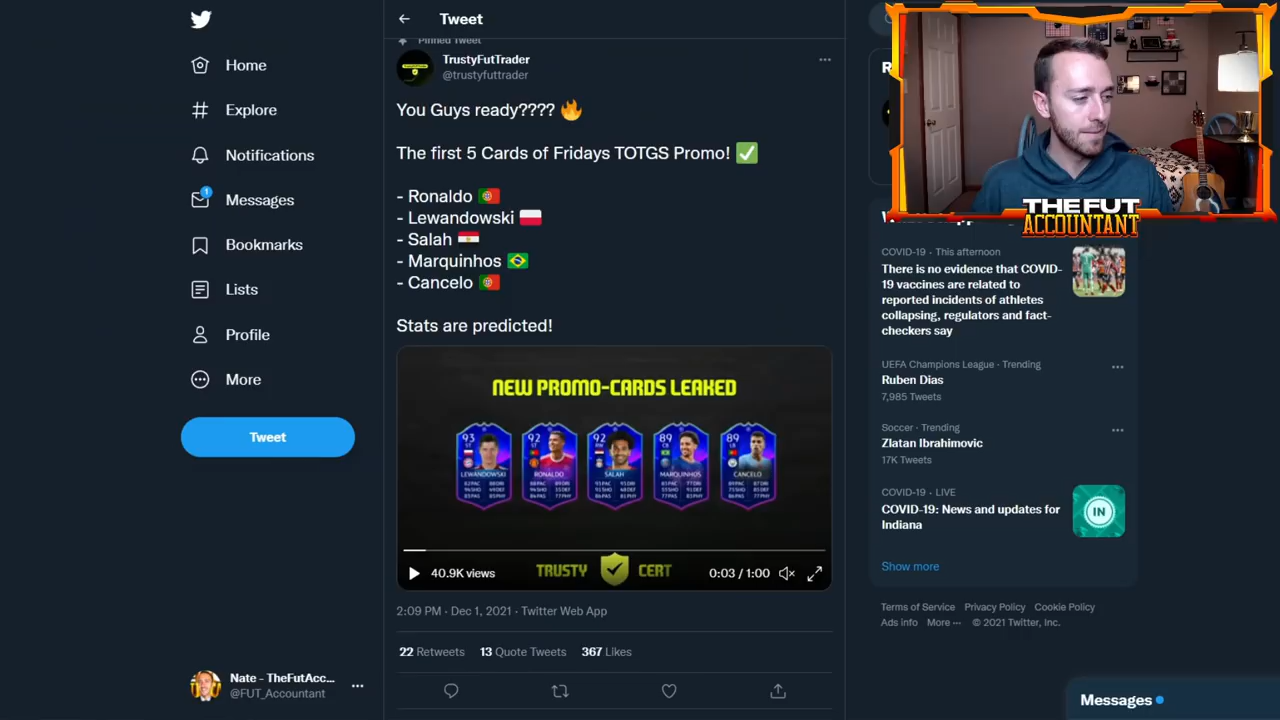 Home
Explore
Notifications
1
Messages
Bookmarks
Lists
Profile
More
Tweet
Nate - TheFutAcc...
@FUT_Accountant
Tweet
Pinned Tweet
TrustyFutTrader
@trustyfuttrader
You Guys ready???? 🔥
The first 5 Cards of Fridays TOTGS Promo! ✅
- Ronaldo 🇵🇹
- Lewandowski 🇵🇱
- Salah 🇪🇬
- Marquinhos 🇧🇷
- Cancelo 🇵🇹
Stats are predicted!
NEW PROMO-CARDS LEAKED
93 92 92 89 89
LEWANDOWSKI RONALDO SALAH MARQUINHOS CANCELO
40.9K views
TRUSTY CERT
0:03 / 1:00
2:09 PM · Dec 1, 2021 · Twitter Web App
22 Retweets 13 Quote Tweets 367 Likes
THE FUT
ACCOUNTANT
COVID-19 · This afternoon
There is no evidence that COVID-
19 vaccines are related to
reported incidents of athletes
collapsing, regulators and fact-
checkers say
UEFA Champions League · Trending
Ruben Dias
7,985 Tweets
Soccer · Trending
Zlatan Ibrahimovic
17K Tweets
COVID-19 · LIVE
COVID-19: News and updates for
Indiana
IN
Show more
Terms of Service Privacy Policy Cookie Policy
Ads info More ··· © 2021 Twitter, Inc.
Messages